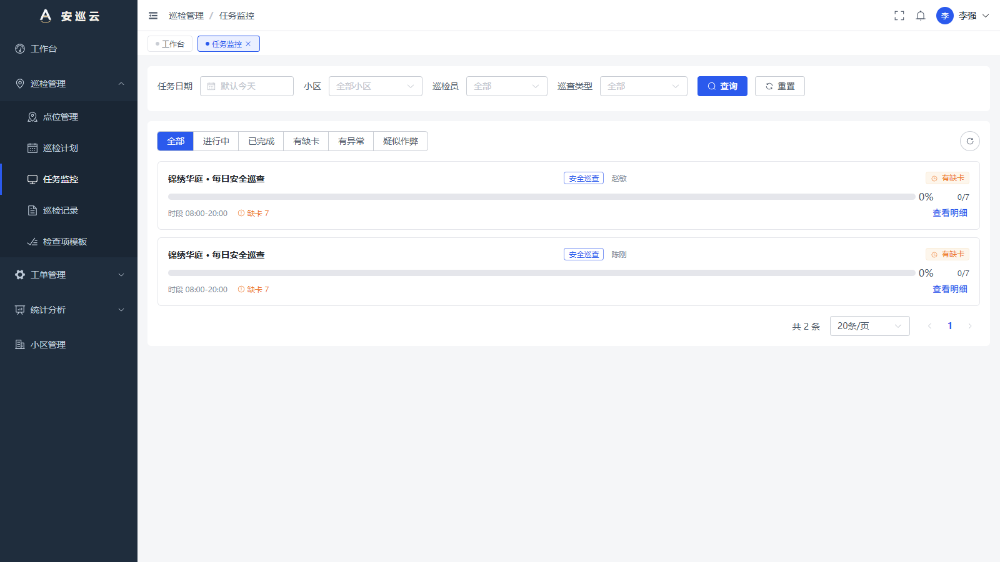 安巡云
工作台
巡检管理
点位管理
巡检计划
任务监控
巡检记录
检查项模板
工单管理
统计分析
小区管理
巡检管理 / 任务监控
李 李强
工作台 任务监控
任务日期 默认今天 小区 全部小区 巡检员 全部 巡查类型 全部 查询 重置
全部 进行中 已完成 有缺卡 有异常 疑似作弊
锦绣华庭 • 每日安全巡查 安全巡查 赵敏 有缺卡
0% 0/7
时段 08:00-20:00 缺卡 7 查看明细
锦绣华庭 • 每日安全巡查 安全巡查 陈刚 有缺卡
0% 0/7
时段 08:00-20:00 缺卡 7 查看明细
共 2 条 20条/页 1